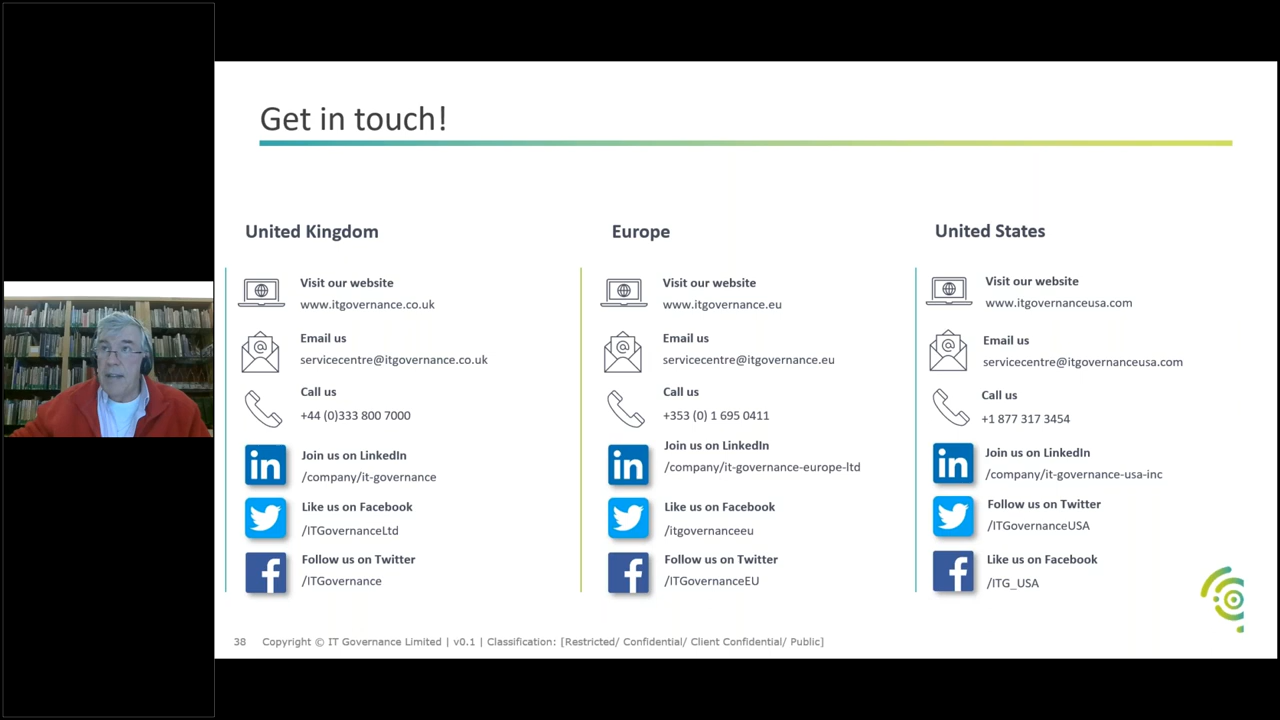 Get in touch!
United Kingdom
Visit our website
www.itgovernance.co.uk
Email us
servicecentre@itgovernance.co.uk
Call us
+44 (0)333 800 7000
in
Join us on LinkedIn
/company/it-governance
Like us on Facebook
/ITGovernanceLtd
f
Follow us on Twitter
/ITGovernance
Europe
Visit our website
www.itgovernance.eu
Email us
servicecentre@itgovernance.eu
Call us
+353 (0) 1 695 0411
in
Join us on LinkedIn
/company/it-governance-europe-ltd
Like us on Facebook
/itgovernanceeu
f
Follow us on Twitter
/ITGovernanceEU
United States
Visit our website
www.itgovernanceusa.com
Email us
servicecentre@itgovernanceusa.com
Call us
+1 877 317 3454
in
Join us on LinkedIn
/company/it-governance-usa-inc
Follow us on Twitter
/ITGovernanceUSA
f
Like us on Facebook
/ITG_USA
38 Copyright © IT Governance Limited | v0.1 | Classification: [Restricted/ Confidential/ Client Confidential/ Public]